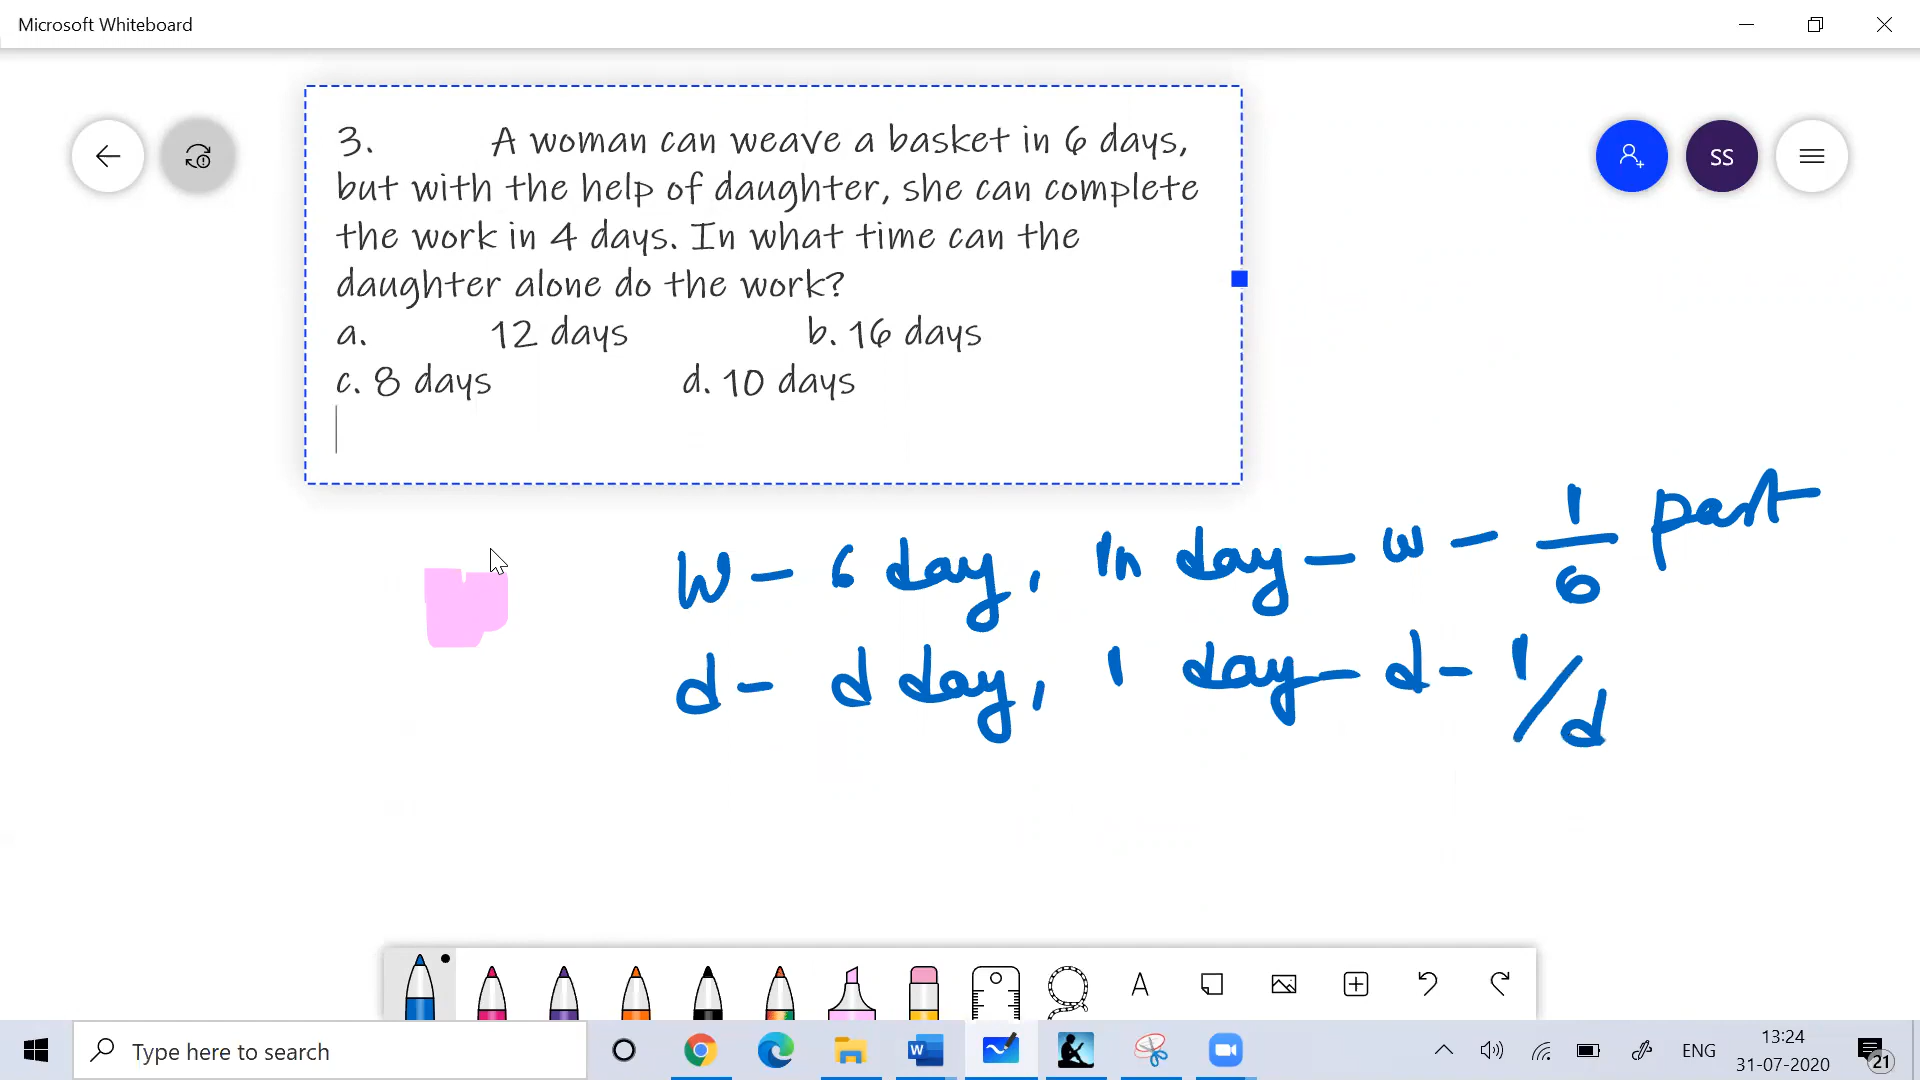 Microsoft Whiteboard
3. A woman can weave a basket in 6 days,
but with the help of daughter, she can complete
the work in 4 days. In what time can the
daughter alone do the work?
a. 12 days b. 16 days
c. 8 days d. 10 days
SS
W - 6 day, In day - w - 1/6 part
d - d day, 1 day - d - 1/d
A
Type here to search
W
ENG
13:24
31-07-2020
21